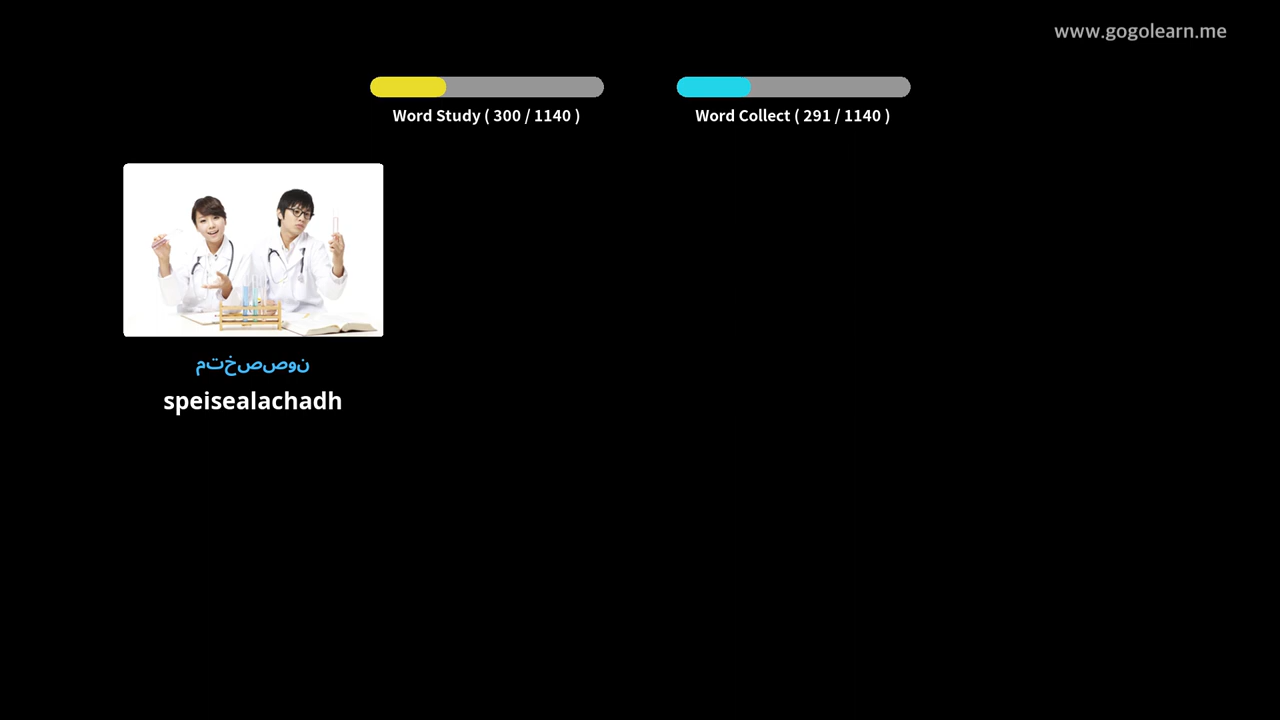 www.gogolearn.me
Word Study ( 300 / 1140 )
Word Collect ( 291 / 1140 )
متخصصون
speisealachadh